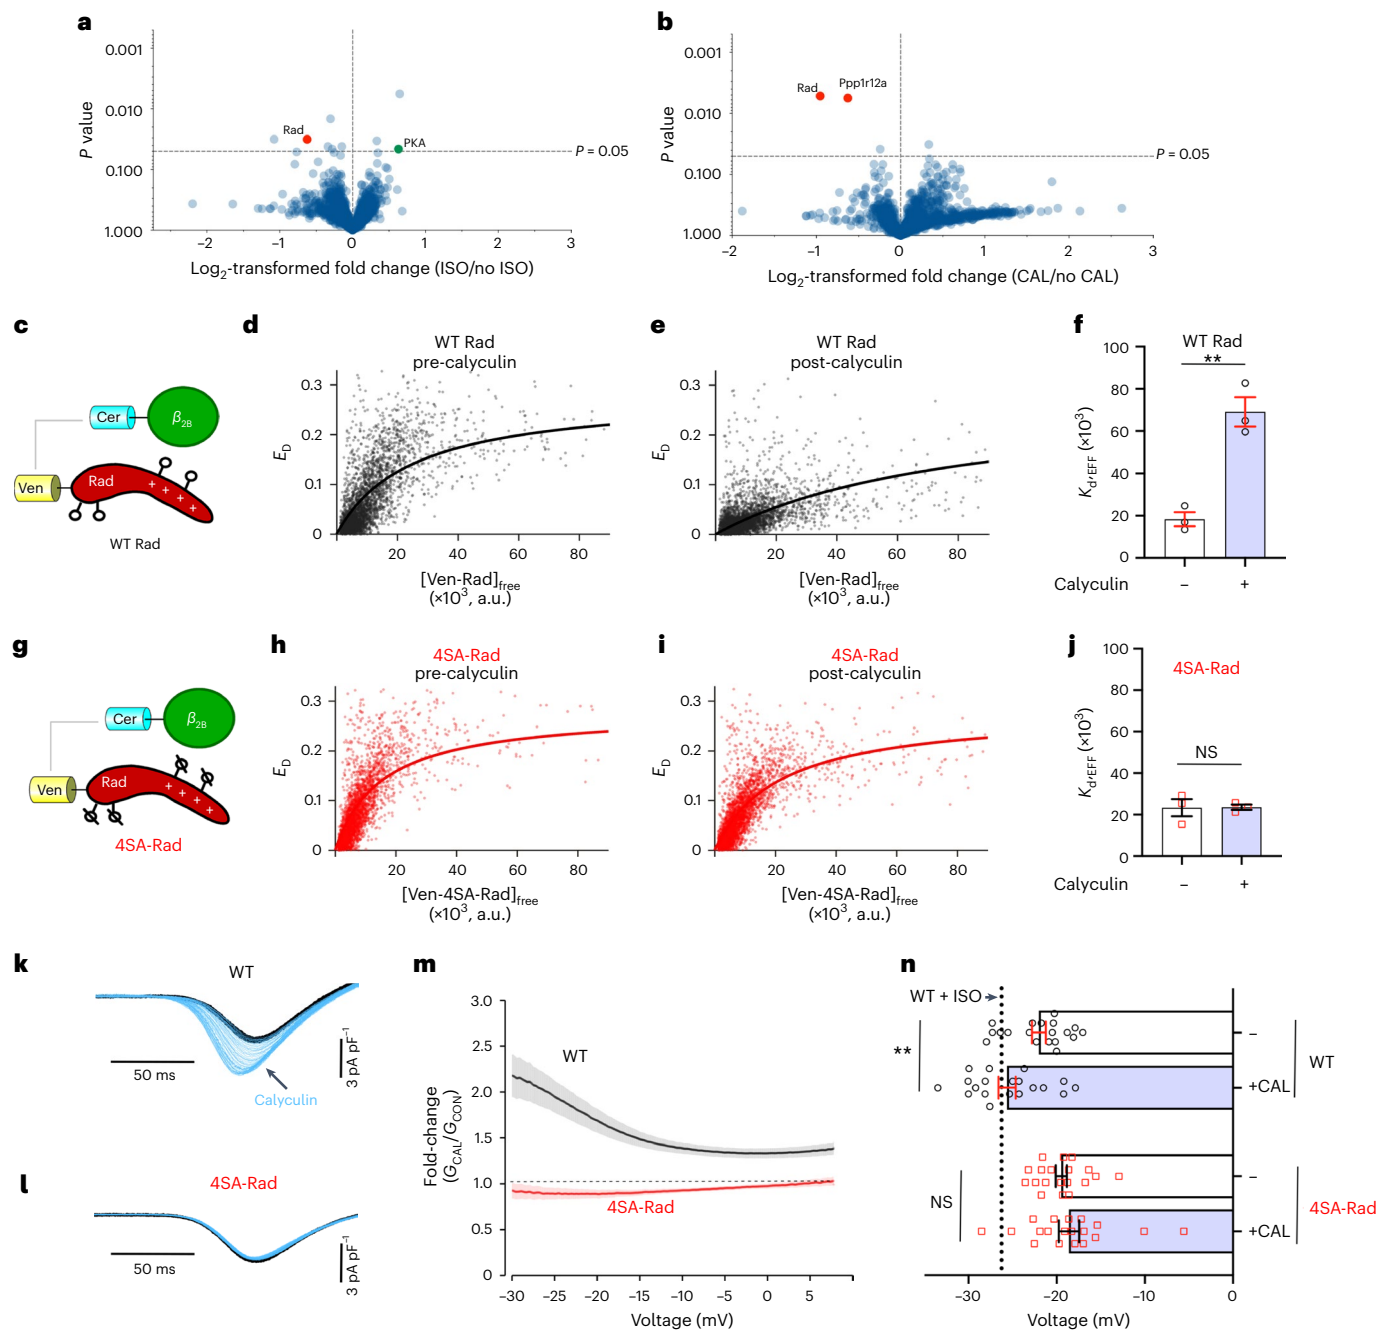 a
0.001
0.010
0.100
1.000
P value
Rad
PKA
P = 0.05
−2
−1
0
1
2
3
Log2-transformed fold change (ISO/no ISO)
b
0.001
0.010
0.100
1.000
P value
Rad
Ppp1r12a
P = 0.05
−2
−1
0
1
2
3
Log2-transformed fold change (CAL/no CAL)
c
Cer
β2B
Ven
Rad
+ + + +
WT Rad
d
WT Rad
pre-calyculin
0.3
0.2
0.1
0
ED
20
40
60
80
[Ven-Rad]free
(×10³, a.u.)
e
WT Rad
post-calyculin
0.3
0.2
0.1
0
ED
20
40
60
80
[Ven-Rad]free
(×10³, a.u.)
f
WT Rad
**
100
80
60
40
20
0
Kd,EFF (×10³)
Calyculin
−
+
g
Cer
β2B
Ven
Rad
+ + + +
4SA-Rad
h
4SA-Rad
pre-calyculin
0.3
0.2
0.1
0
ED
20
40
60
80
[Ven-4SA-Rad]free
(×10³, a.u.)
i
4SA-Rad
post-calyculin
0.3
0.2
0.1
0
ED
20
40
60
80
[Ven-4SA-Rad]free
(×10³, a.u.)
j
4SA-Rad
NS
100
80
60
40
20
0
Kd,EFF (×10³)
Calyculin
−
+
k
WT
50 ms
Calyculin
3 pA pF−1
l
4SA-Rad
50 ms
3 pA pF−1
m
3.0
2.5
2.0
1.5
1.0
0.5
0
Fold-change
(GCAL/GCON)
WT
4SA-Rad
−30
−25
−20
−15
−10
−5
0
5
Voltage (mV)
n
WT + ISO
**
−
+CAL
WT
NS
−
+CAL
4SA-Rad
−30
−20
−10
0
Voltage (mV)